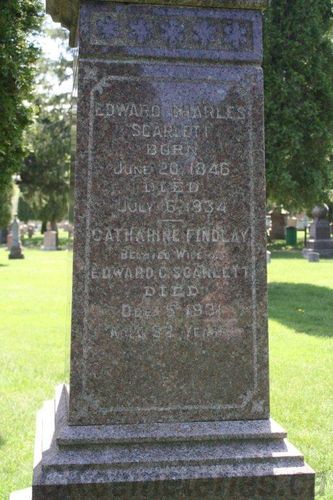 EDWARD CHARLES
SCARLETT
BORN
JUNE 20, 1846
DIED
JULY 6, 1934
CATHARINE FINDLAY
BELOVED WIFE OF
EDWARD C. SCARLETT
DIED
DEC. 5, 1931
AGED YEARS